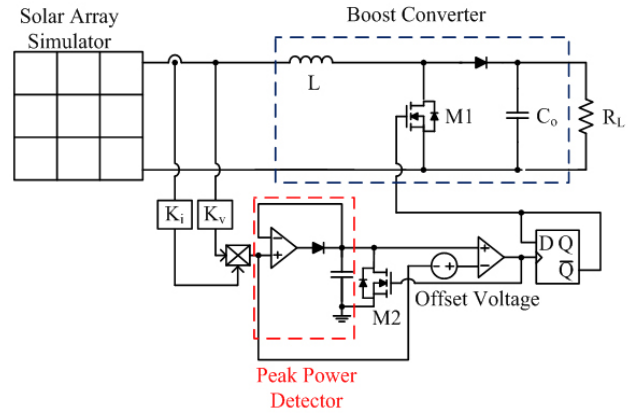 Solar Array
Simulator
Boost Converter
L
M1
Co
RL
Ki
Kv
- +
- +
+ -
D Q
Q̅
M2
Offset Voltage
Peak Power
Detector